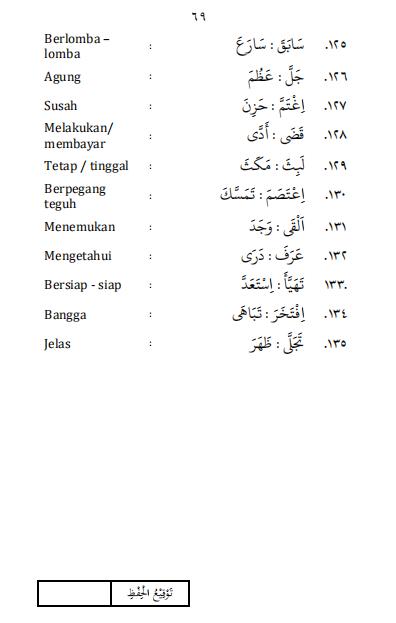 ٦٩
١٢٥. سَابَقَ : سَارَعَ : Berlomba –
lomba
١٢٦. جَلَّ : عَظُمَ : Agung
١٢٧. اِغْتَمَّ : حَزِنَ : Susah
١٢٨. قَضَى : أَدَّى : Melakukan/
membayar
١٢٩. لَبِثَ : مَكَثَ : Tetap / tinggal
١٣٠. اِعْتَصَمَ : تَمَسَّكَ : Berpegang
teguh
١٣١. اَلْقَى : وَجَدَ : Menemukan
١٣٢. عَرَفَ : دَرَى : Mengetahui
١٣٣. تَهَيَّأَ : اِسْتَعَدَّ : Bersiap - siap
١٣٤. اِفْتَخَرَ : تَبَاهَى : Bangga
١٣٥. تَجَلَّى : ظَهَرَ : Jelas
تَوْقِيْعُ الْحِفْظِ